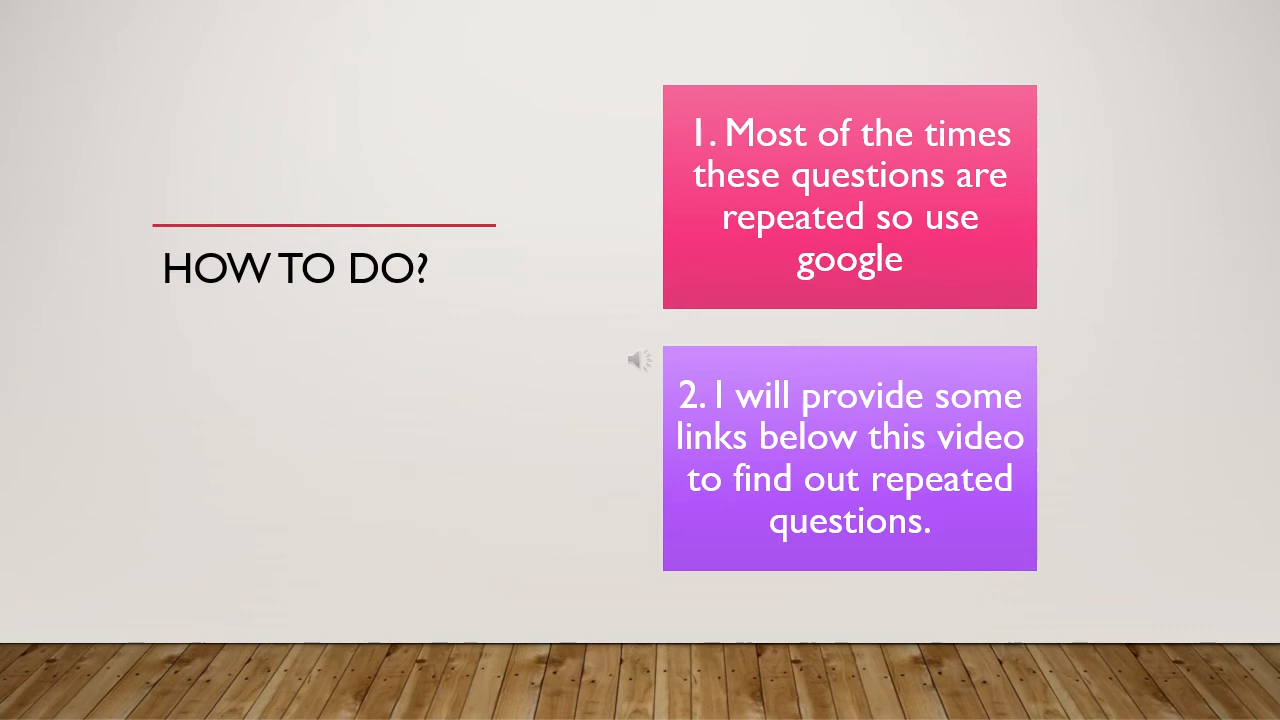 HOW TO DO?
1. Most of the times
these questions are
repeated so use
google
2. I will provide some
links below this video
to find out repeated
questions.